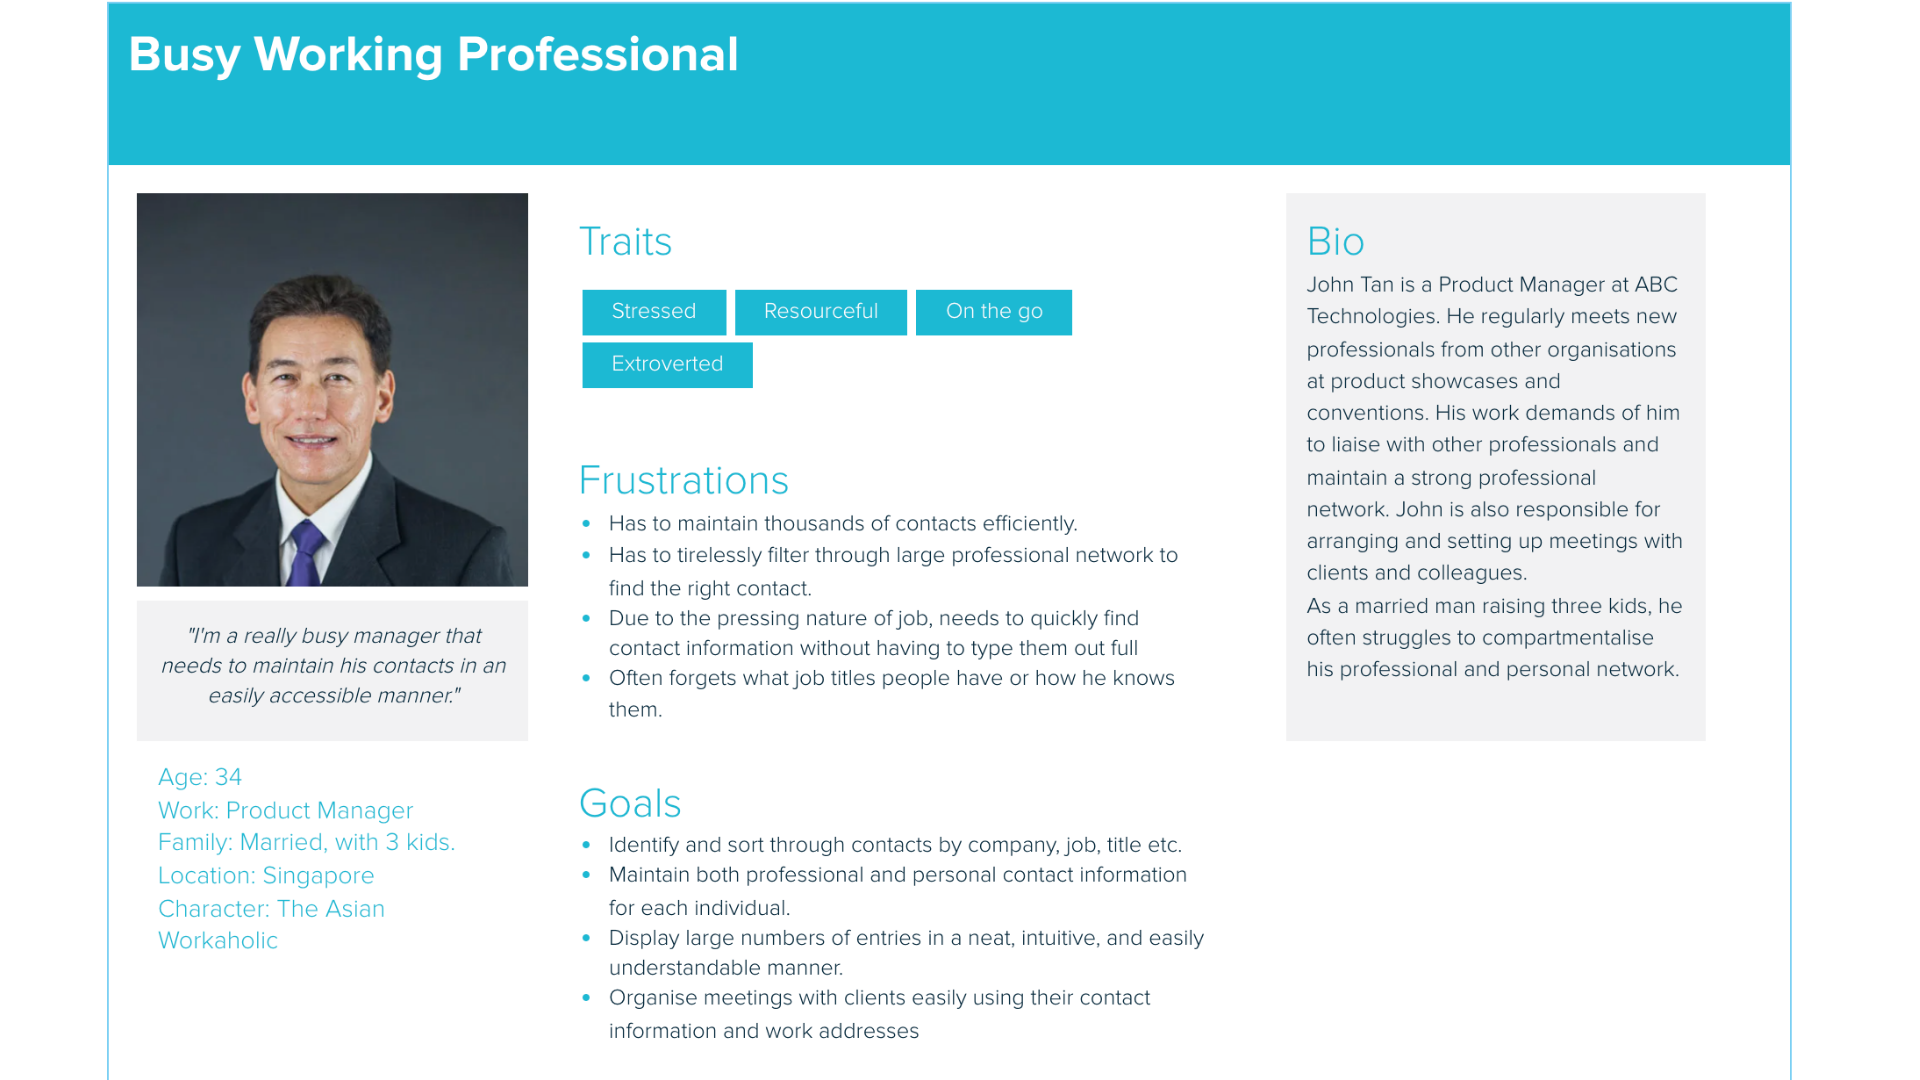 Busy Working Professional
"I'm a really busy manager that
needs to maintain his contacts in an
easily accessible manner."
Age: 34
Work: Product Manager
Family: Married, with 3 kids.
Location: Singapore
Character: The Asian
Workaholic
Traits
Stressed
Resourceful
On the go
Extroverted
Frustrations
• Has to maintain thousands of contacts efficiently.
• Has to tirelessly filter through large professional network to
find the right contact.
• Due to the pressing nature of job, needs to quickly find
contact information without having to type them out full
• Often forgets what job titles people have or how he knows
them.
Goals
• Identify and sort through contacts by company, job, title etc.
• Maintain both professional and personal contact information
for each individual.
• Display large numbers of entries in a neat, intuitive, and easily
understandable manner.
• Organise meetings with clients easily using their contact
information and work addresses
Bio
John Tan is a Product Manager at ABC
Technologies. He regularly meets new
professionals from other organisations
at product showcases and
conventions. His work demands of him
to liaise with other professionals and
maintain a strong professional
network. John is also responsible for
arranging and setting up meetings with
clients and colleagues.
As a married man raising three kids, he
often struggles to compartmentalise
his professional and personal network.